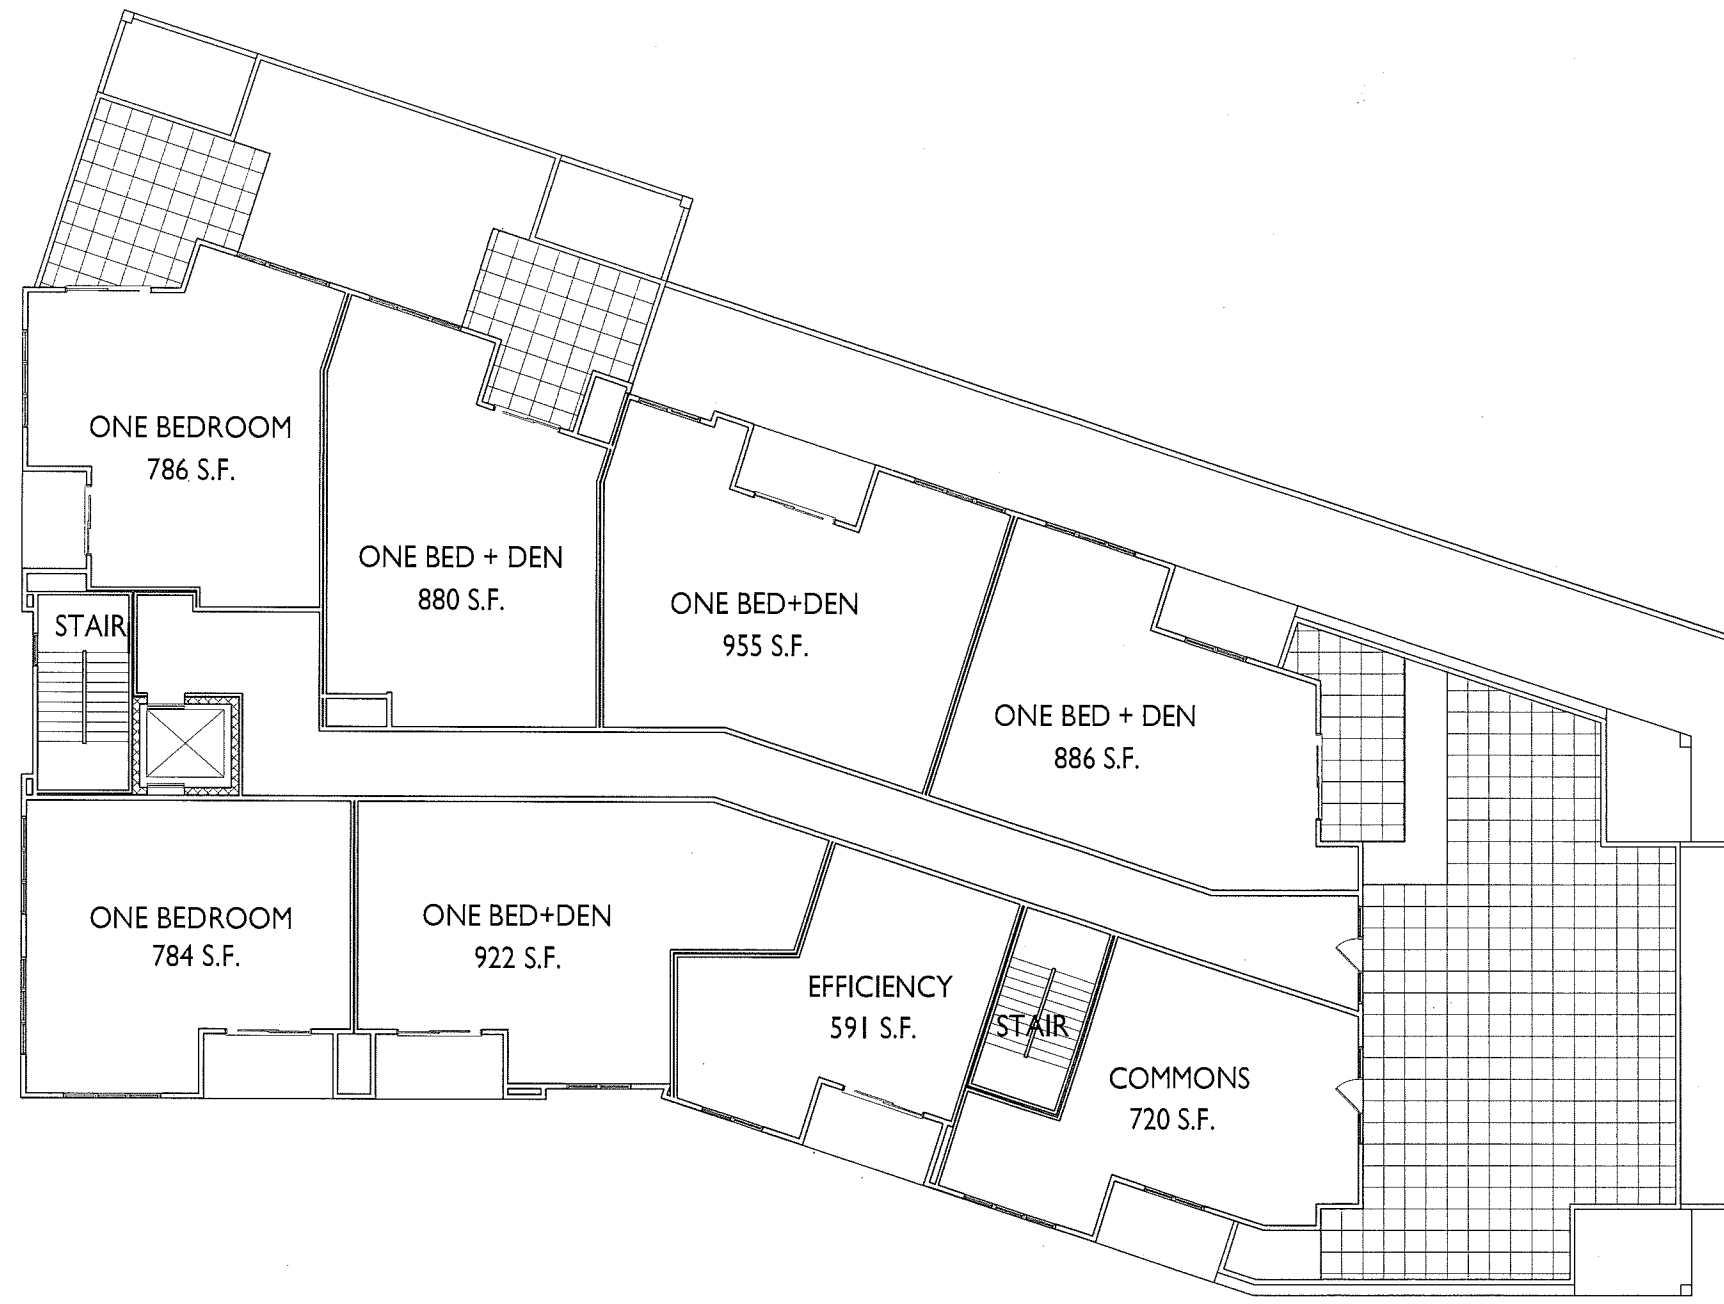 ONE BEDROOM
786 S.F.
ONE BED + DEN
880 S.F.
ONE BED+DEN
955 S.F.
STAIR
ONE BED + DEN
886 S.F.
ONE BEDROOM
784 S.F.
ONE BED+DEN
922 S.F.
EFFICIENCY
591 S.F.
STAIR
COMMONS
720 S.F.